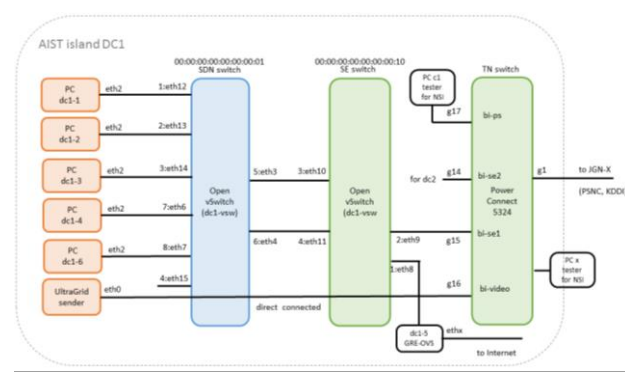 AIST island DC1
00:00:00:00:00:00:00:01
SDN switch
00:00:00:00:00:00:00:10
SE switch
TN switch
PC
dc1-1
eth2
1:eth12
PC
dc1-2
eth2
2:eth13
PC
dc1-3
eth2
3:eth14
PC
dc1-4
eth2
7:eth6
PC
dc1-6
eth2
8:eth7
UltraGrid
sender
eth0
4:eth15
Open
vSwitch
(dc1-vsw)
5:eth3
3:eth10
6:eth4
4:eth11
direct connected
Open
vSwitch
(dc1-vsw
2:eth9
1:eth8
PC c1
tester
for NSI
g17
bi-ps
for dc2
g14
bi-se2
Power
Connect
5324
g15
bi-se1
g16
bi-video
g1
to JGN-X
(PSNC, KDDI
PC x
tester
for NSI
dc1-5
GRE-OVS
ethx
to Internet